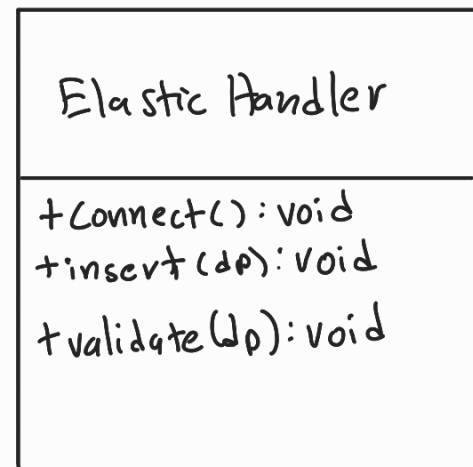 Elastic Handler
+Connect(): void
+insert(dp): void
+validate(dp): void